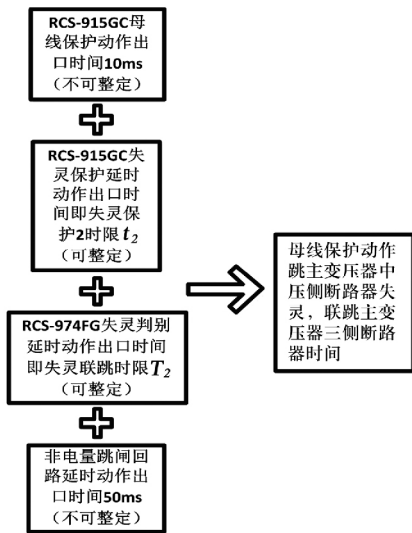 RCS-915GC母
线保护动作出
口时间10ms
（不可整定）
RCS-915GC失
灵保护延时
动作出口时
间即失灵保
护2时限t₂
（可整定）
RCS-974FG失灵判别
延时动作出口时间
即失灵联跳时限T₂
（可整定）
非电量跳闸回
路延时动作出
口时间50ms
（不可整定）
母线保护动作
跳主变压器中
压侧断路器失
灵，联跳主变
压器三侧断路
器时间